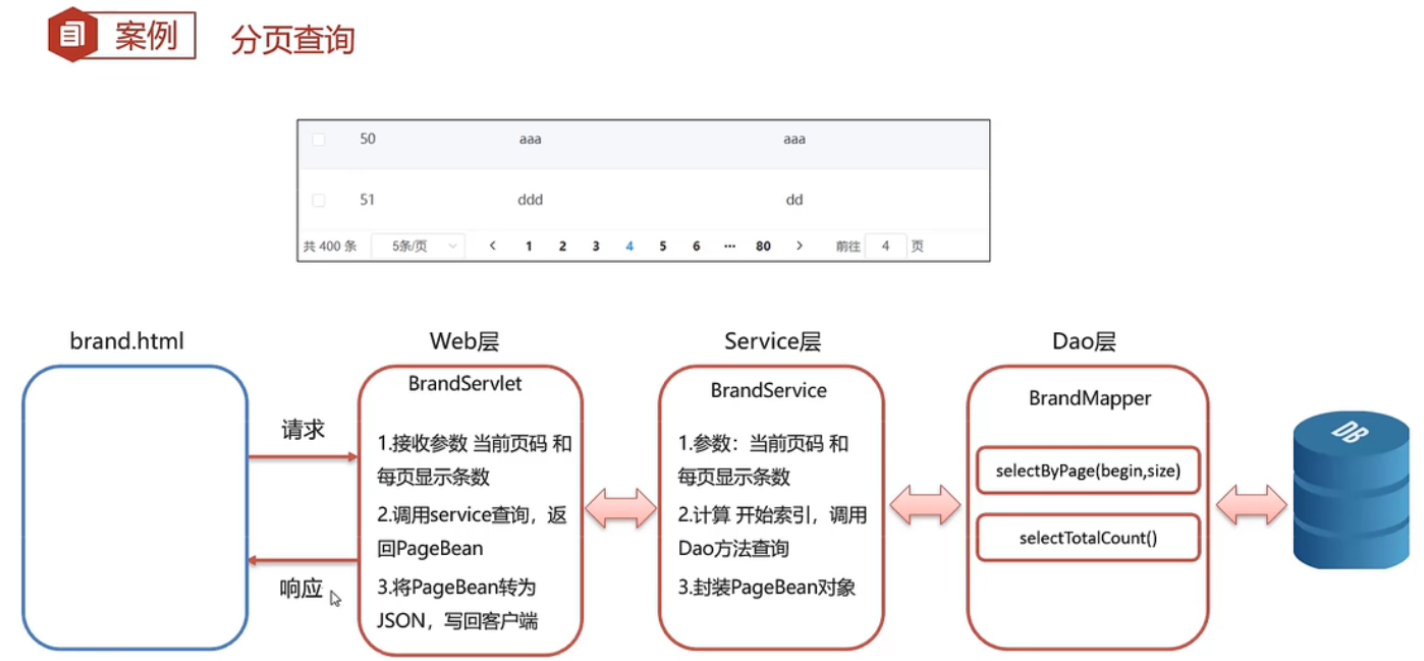 案例 分页查询
50 aaa aaa
51 ddd dd
共 400 条 5条/页 1 2 3 4 5 6 ··· 80 前往 4 页
brand.html
请求
响应
Web层
BrandServlet
1.接收参数 当前页码 和
每页显示条数
2.调用service查询，返
回PageBean
3.将PageBean转为
JSON，写回客户端
Service层
BrandService
1.参数：当前页码 和
每页显示条数
2.计算 开始索引，调用
Dao方法查询
3.封装PageBean对象
Dao层
BrandMapper
selectByPage(begin,size)
selectTotalCount()
DB